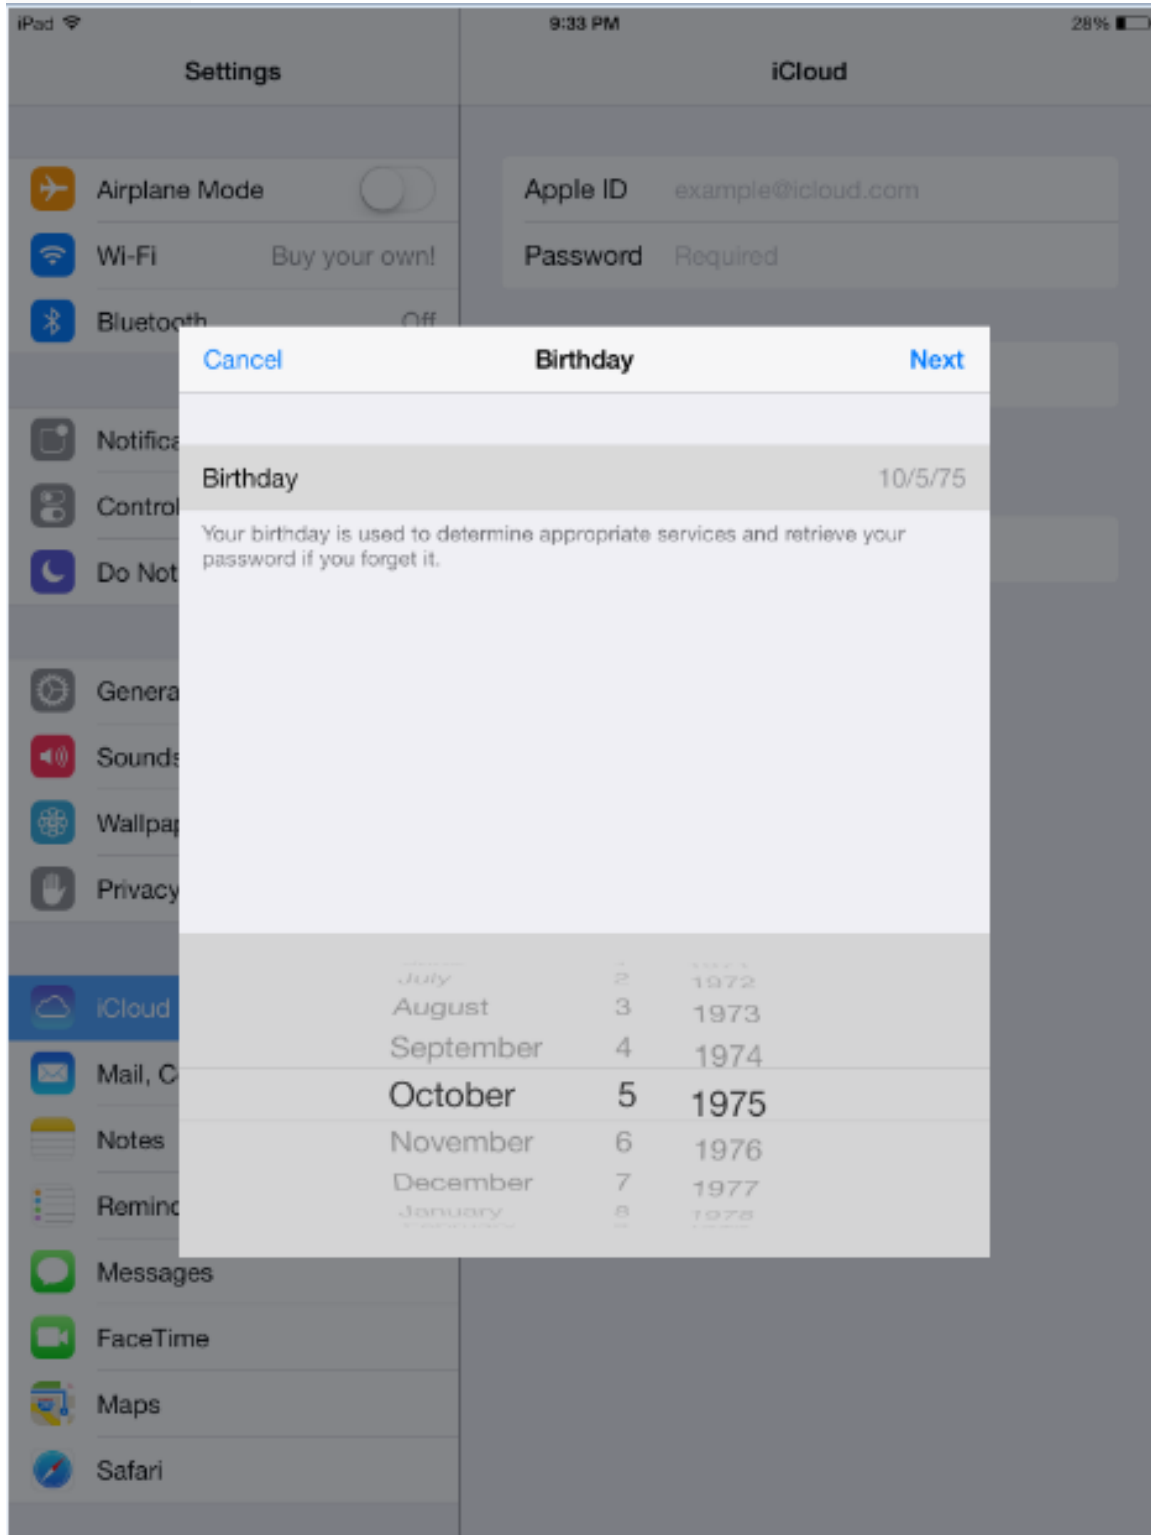 iPad 9:33 PM 28%
Settings
iCloud
Airplane Mode
Wi-Fi Buy your own!
Bluetooth Off
Apple ID example@icloud.com
Password Required
Cancel Birthday Next
Birthday 10/5/75
Your birthday is used to determine appropriate services and retrieve your
password if you forget it.
Notifica
Control
Do Not
Genera
Sounds
Wallpap
Privacy
iCloud
Mail, C
Notes
Remind
Messages
FaceTime
Maps
Safari
July 2 1972
August 3 1973
September 4 1974
October 5 1975
November 6 1976
December 7 1977
January 8 1978